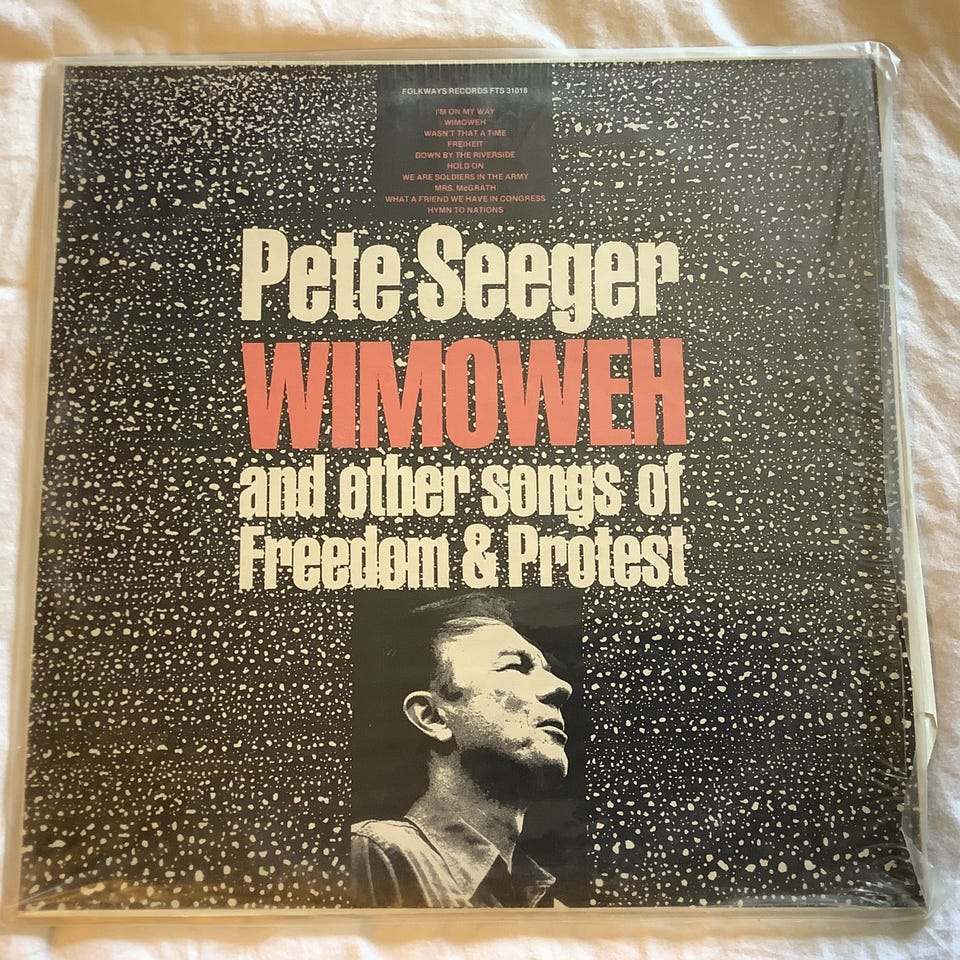 FOLKWAYS RECORDS FTS 31018
I'M ON MY WAY
WIMOWEH
WASN'T THAT A TIME
FREIHEIT
DOWN BY THE RIVERSIDE
HOLD ON
WE ARE SOLDIERS IN THE ARMY
MRS. McGRATH
WHAT A FRIEND WE HAVE IN CONGRESS
HYMN TO NATIONS
Pete Seeger
WIMOWEH
and other songs of
Freedom & Protest